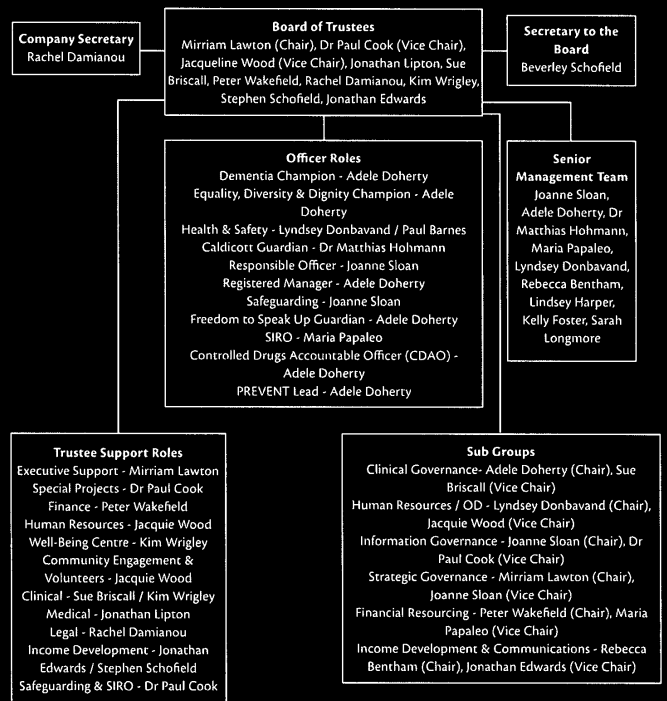 Company Secretary
Rachel Damianou
Board of Trustees
Mirriam Lawton (Chair), Dr Paul Cook (Vice Chair),
Jacqueline Wood (Vice Chair), Jonathan Lipton, Sue
Briscall, Peter Wakefield, Rachel Damianou, Kim Wrigley,
Stephen Schofield, Jonathan Edwards
Secretary to the
Board
Beverley Schofield
Officer Roles
Dementia Champion - Adele Doherty
Equality, Diversity & Dignity Champion - Adele
Doherty
Health & Safety - Lyndsey Donbavand / Paul Barnes
Caldicott Guardian - Dr Matthias Hohmann
Responsible Officer - Joanne Sloan
Registered Manager - Adele Doherty
Safeguarding - Joanne Sloan
Freedom to Speak Up Guardian - Adele Doherty
SIRO - Maria Papaleo
Controlled Drugs Accountable Officer (CDAO) -
Adele Doherty
PREVENT Lead - Adele Doherty
Senior
Management Team
Joanne Sloan,
Adele Doherty, Dr
Matthias Hohmann,
Maria Papaleo,
Lyndsey Donbavand,
Rebecca Bentham,
Lindsey Harper,
Kelly Foster, Sarah
Longmore
Trustee Support Roles
Executive Support - Mirriam Lawton
Special Projects - Dr Paul Cook
Finance - Peter Wakefield
Human Resources - Jacquie Wood
Well-Being Centre - Kim Wrigley
Community Engagement &
Volunteers - Jacquie Wood
Clinical - Sue Briscall / Kim Wrigley
Medical - Jonathan Lipton
Legal - Rachel Damianou
Income Development - Jonathan
Edwards / Stephen Schofield
Safeguarding & SIRO - Dr Paul Cook
Sub Groups
Clinical Governance- Adele Doherty (Chair), Sue
Briscall (Vice Chair)
Human Resources / OD - Lyndsey Donbavand (Chair),
Jacquie Wood (Vice Chair)
Information Governance - Joanne Sloan (Chair), Dr
Paul Cook (Vice Chair)
Strategic Governance - Mirriam Lawton (Chair),
Joanne Sloan (Vice Chair)
Financial Resourcing - Peter Wakefield (Chair), Maria
Papaleo (Vice Chair)
Income Development & Communications - Rebecca
Bentham (Chair), Jonathan Edwards (Vice Chair)